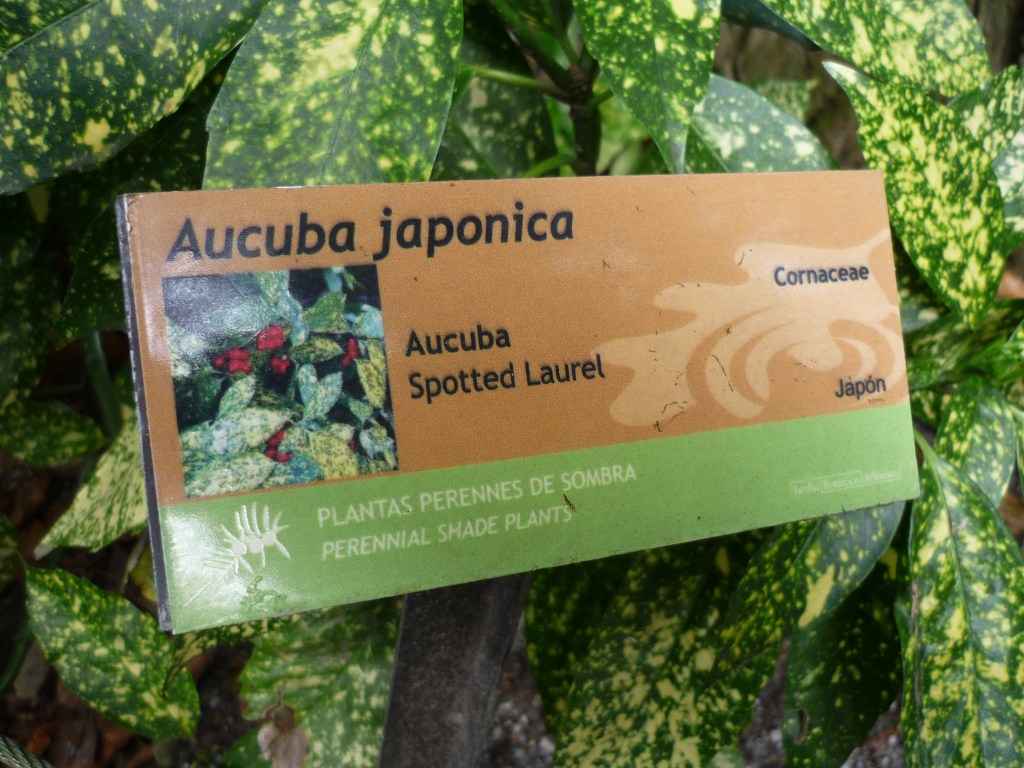 Aucuba japonica
Cornaceae
Aucuba
Spotted Laurel
Japón
PLANTAS PERENNES DE SOMBRA
PERENNIAL SHADE PLANTS